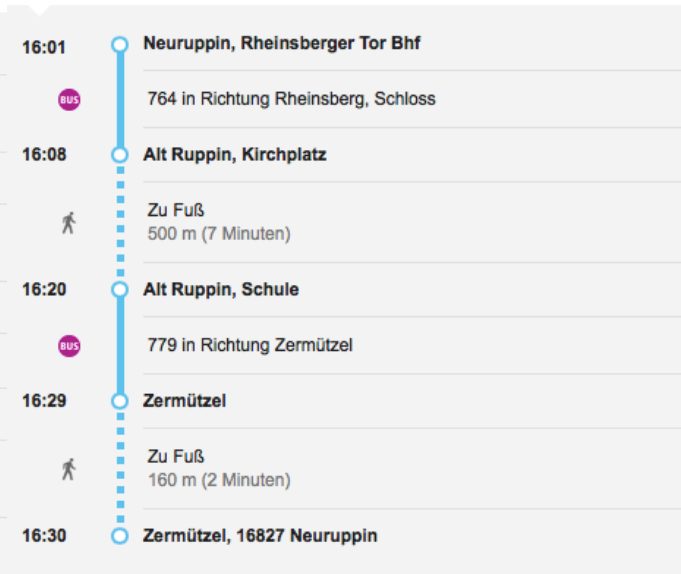 16:01 Neuruppin, Rheinsberger Tor Bhf
BUS 764 in Richtung Rheinsberg, Schloss
16:08 Alt Ruppin, Kirchplatz
Zu Fuß
500 m (7 Minuten)
16:20 Alt Ruppin, Schule
BUS 779 in Richtung Zermützel
16:29 Zermützel
Zu Fuß
160 m (2 Minuten)
16:30 Zermützel, 16827 Neuruppin